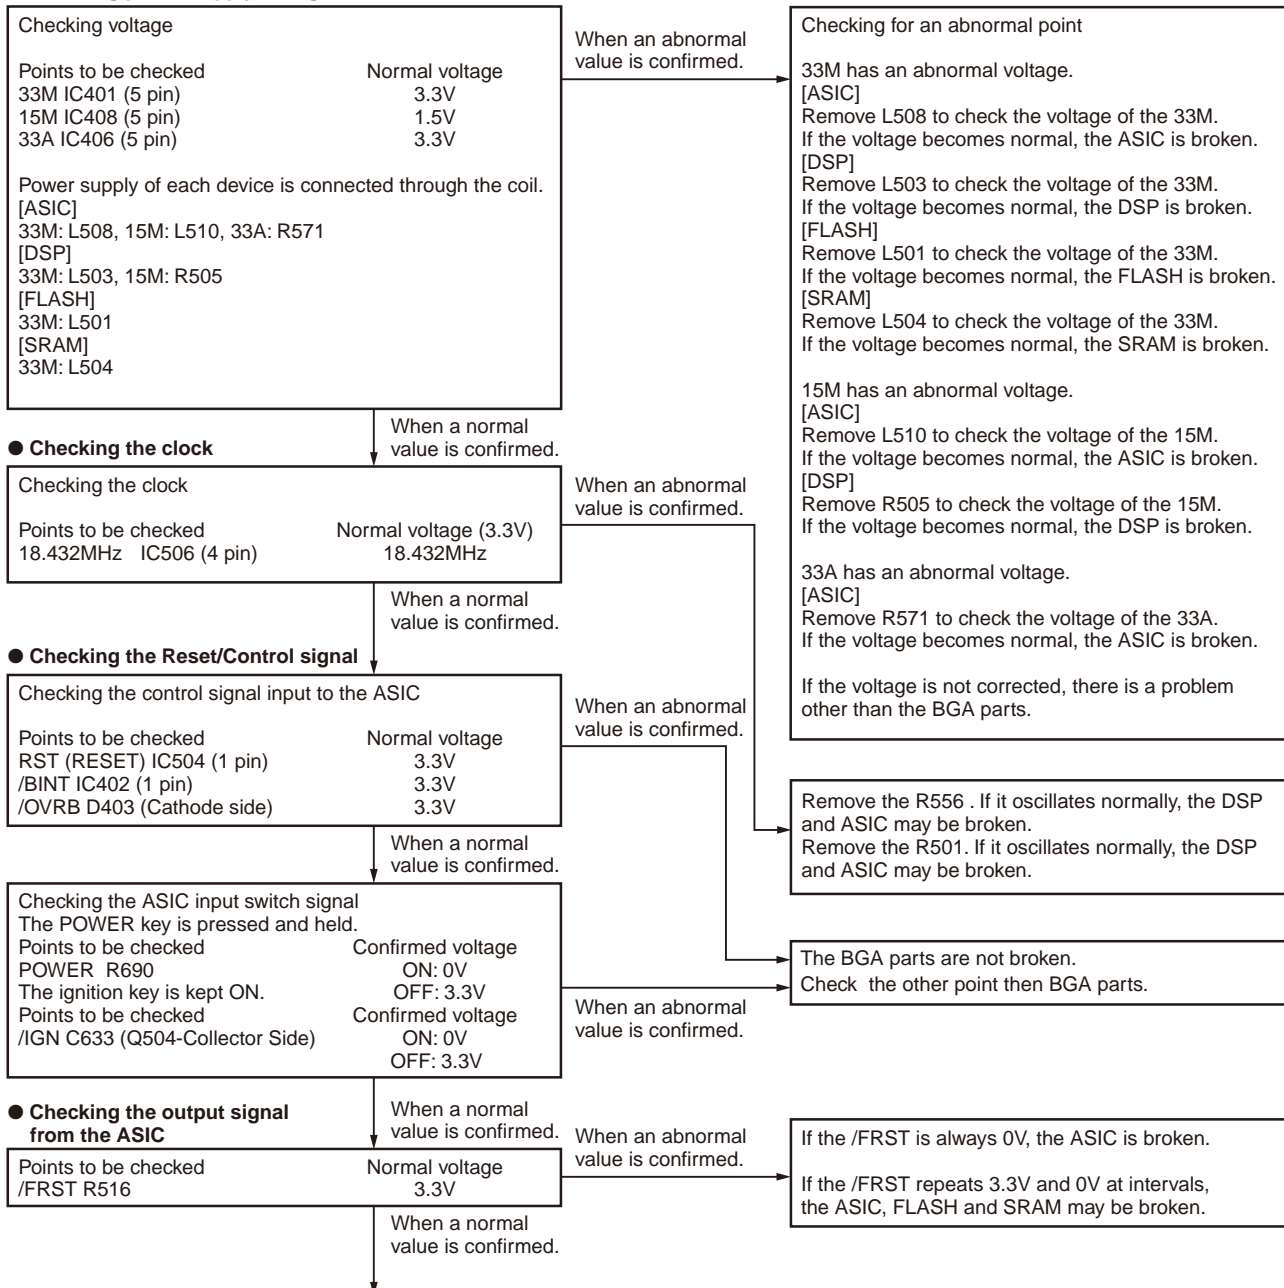 Checking voltage
Points to be checked Normal voltage
33M IC401 (5 pin) 3.3V
15M IC408 (5 pin) 1.5V
33A IC406 (5 pin) 3.3V
Power supply of each device is connected through the coil.
[ASIC]
33M: L508, 15M: L510, 33A: R571
[DSP]
33M: L503, 15M: R505
[FLASH]
33M: L501
[SRAM]
33M: L504
When an abnormal
value is confirmed.
Checking for an abnormal point
33M has an abnormal voltage.
[ASIC]
Remove L508 to check the voltage of the 33M.
If the voltage becomes normal, the ASIC is broken.
[DSP]
Remove L503 to check the voltage of the 33M.
If the voltage becomes normal, the DSP is broken.
[FLASH]
Remove L501 to check the voltage of the 33M.
If the voltage becomes normal, the FLASH is broken.
[SRAM]
Remove L504 to check the voltage of the 33M.
If the voltage becomes normal, the SRAM is broken.
15M has an abnormal voltage.
[ASIC]
Remove L510 to check the voltage of the 15M.
If the voltage becomes normal, the ASIC is broken.
[DSP]
Remove R505 to check the voltage of the 15M.
If the voltage becomes normal, the DSP is broken.
33A has an abnormal voltage.
[ASIC]
Remove R571 to check the voltage of the 33A.
If the voltage becomes normal, the ASIC is broken.
If the voltage is not corrected, there is a problem
other than the BGA parts.
When a normal
value is confirmed.
● Checking the clock
Checking the clock
Points to be checked Normal voltage (3.3V)
18.432MHz IC506 (4 pin) 18.432MHz
When an abnormal
value is confirmed.
When a normal
value is confirmed.
● Checking the Reset/Control signal
Checking the control signal input to the ASIC
Points to be checked Normal voltage
RST (RESET) IC504 (1 pin) 3.3V
/BINT IC402 (1 pin) 3.3V
/OVRB D403 (Cathode side) 3.3V
When an abnormal
value is confirmed.
Remove the R556 . If it oscillates normally, the DSP
and ASIC may be broken.
Remove the R501. If it oscillates normally, the DSP
and ASIC may be broken.
When a normal
value is confirmed.
Checking the ASIC input switch signal
The POWER key is pressed and held.
Points to be checked Confirmed voltage
POWER R690 ON: 0V
The ignition key is kept ON. OFF: 3.3V
Points to be checked Confirmed voltage
/IGN C633 (Q504-Collector Side) ON: 0V
OFF: 3.3V
When an abnormal
value is confirmed.
The BGA parts are not broken.
Check the other point then BGA parts.
When a normal
value is confirmed.
● Checking the output signal
from the ASIC
Points to be checked Normal voltage
/FRST R516 3.3V
When an abnormal
value is confirmed.
If the /FRST is always 0V, the ASIC is broken.
If the /FRST repeats 3.3V and 0V at intervals,
the ASIC, FLASH and SRAM may be broken.
When a normal
value is confirmed.